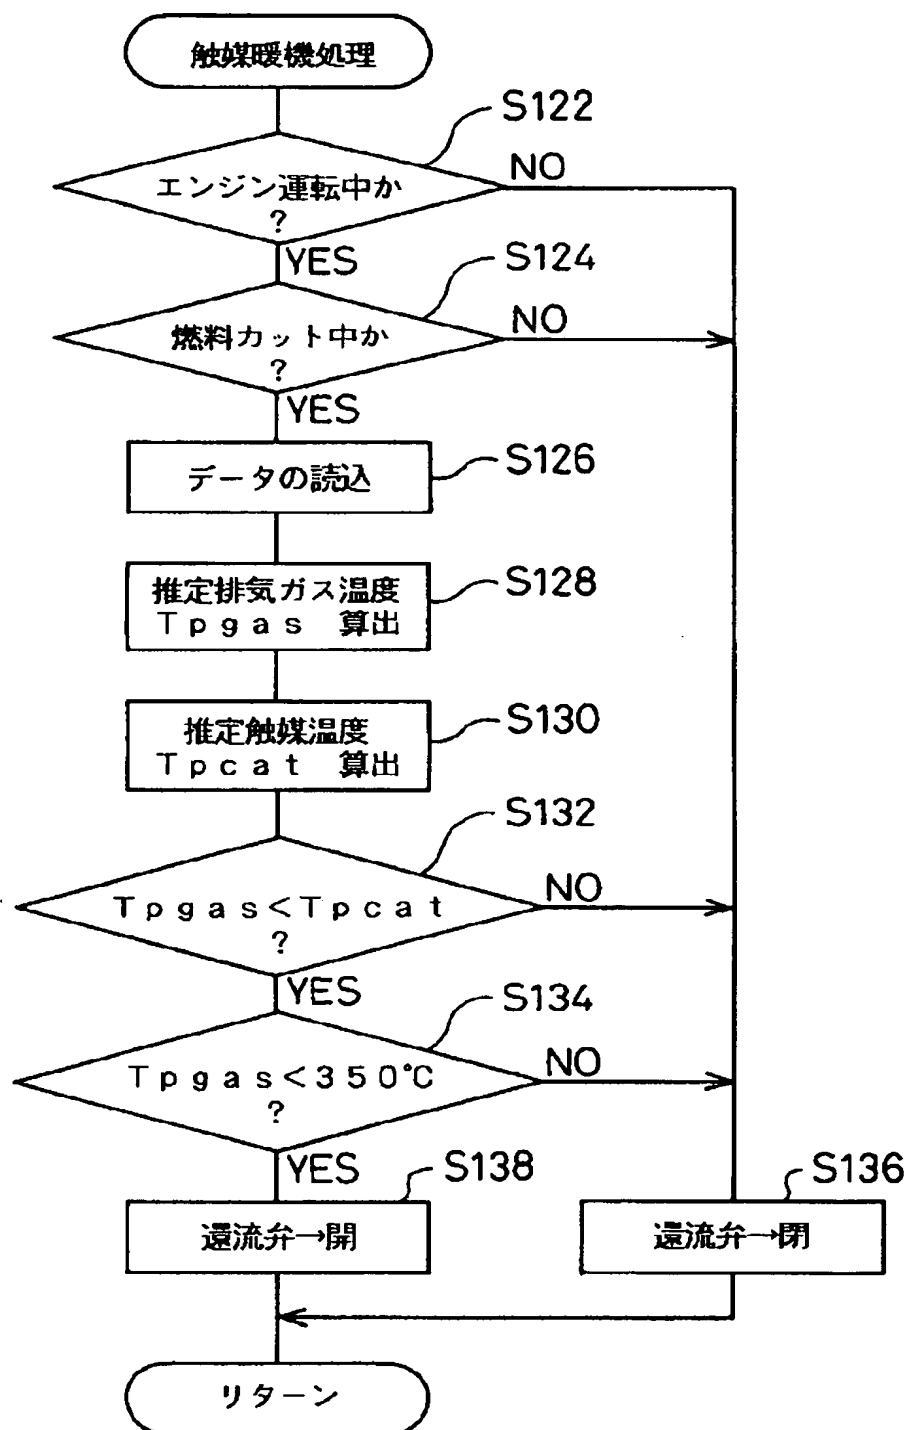 触媒暖機処理
S122
エンジン運転中か
?
NO
YES
S124
燃料カット中か
?
NO
YES
S126
データの読込
S128
推定排気ガス温度
Tpgas 算出
S130
推定触媒温度
Tpcat 算出
S132
Tpgas<Tpcat
?
NO
YES
S134
Tpgas<350℃
?
NO
YES
S138
還流弁→開
S136
還流弁→閉
リターン